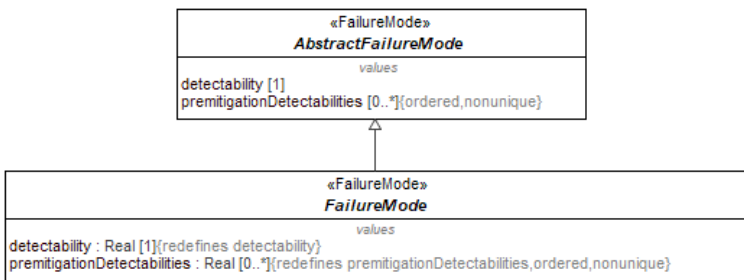 «FailureMode»
AbstractFailureMode
values
detectability [1]
premitigationDetectabilities [0..*]{ordered,nonunique}
«FailureMode»
FailureMode
values
detectability : Real [1]{redefines detectability}
premitigationDetectabilities : Real [0..*]{redefines premitigationDetectabilities,ordered,nonunique}